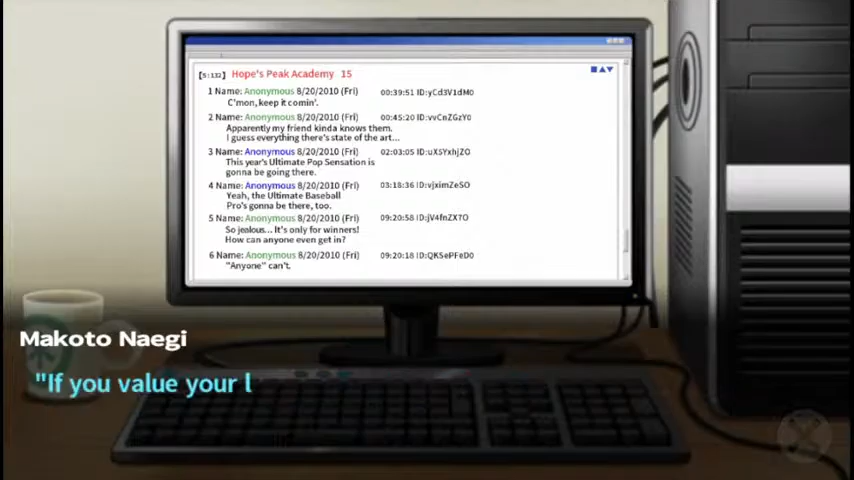 [5:132] Hope's Peak Academy 15
1 Name: Anonymous 8/20/2010 (Fri) 00:39:51 ID:yCd3V1dM0
C'mon, keep it comin'.
2 Name: Anonymous 8/20/2010 (Fri) 00:45:20 ID:vvCnZGzY0
Apparently my friend kinda knows them.
I guess everything there's state of the art...
3 Name: Anonymous 8/20/2010 (Fri) 02:03:05 ID:uXSYxhjZO
This year's Ultimate Pop Sensation is
gonna be going there.
4 Name: Anonymous 8/20/2010 (Fri) 03:18:36 ID:vjximZeSO
Yeah, the Ultimate Baseball
Pro's gonna be there, too.
5 Name: Anonymous 8/20/2010 (Fri) 09:20:58 ID:jV4fnZXTO
So jealous... It's only for winners!
How can anyone even get in?
6 Name: Anonymous 8/20/2010 (Fri) 09:20:18 ID:QKSePFeD0
"Anyone" can't.
Makoto Naegi
"If you value your l